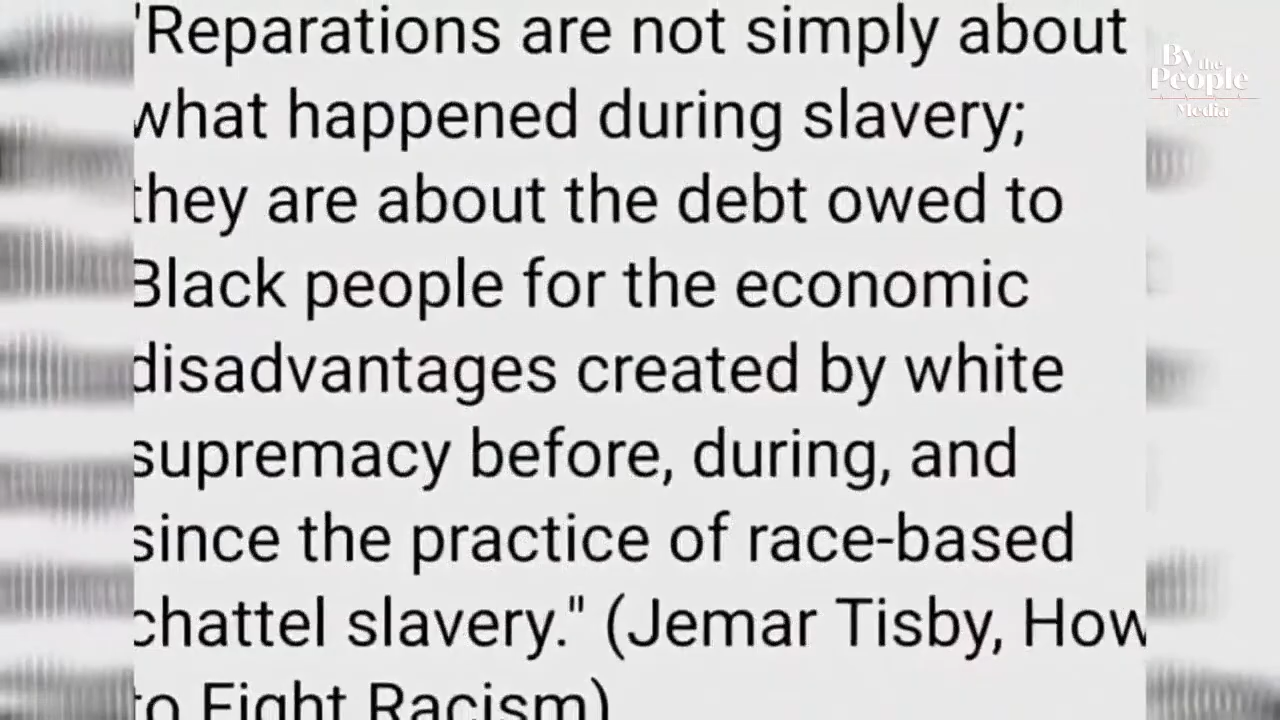 "Reparations are not simply about
what happened during slavery;
they are about the debt owed to
Black people for the economic
disadvantages created by white
supremacy before, during, and
since the practice of race-based
chattel slavery." (Jemar Tisby, How
to Fight Racism)
By the
People
Media